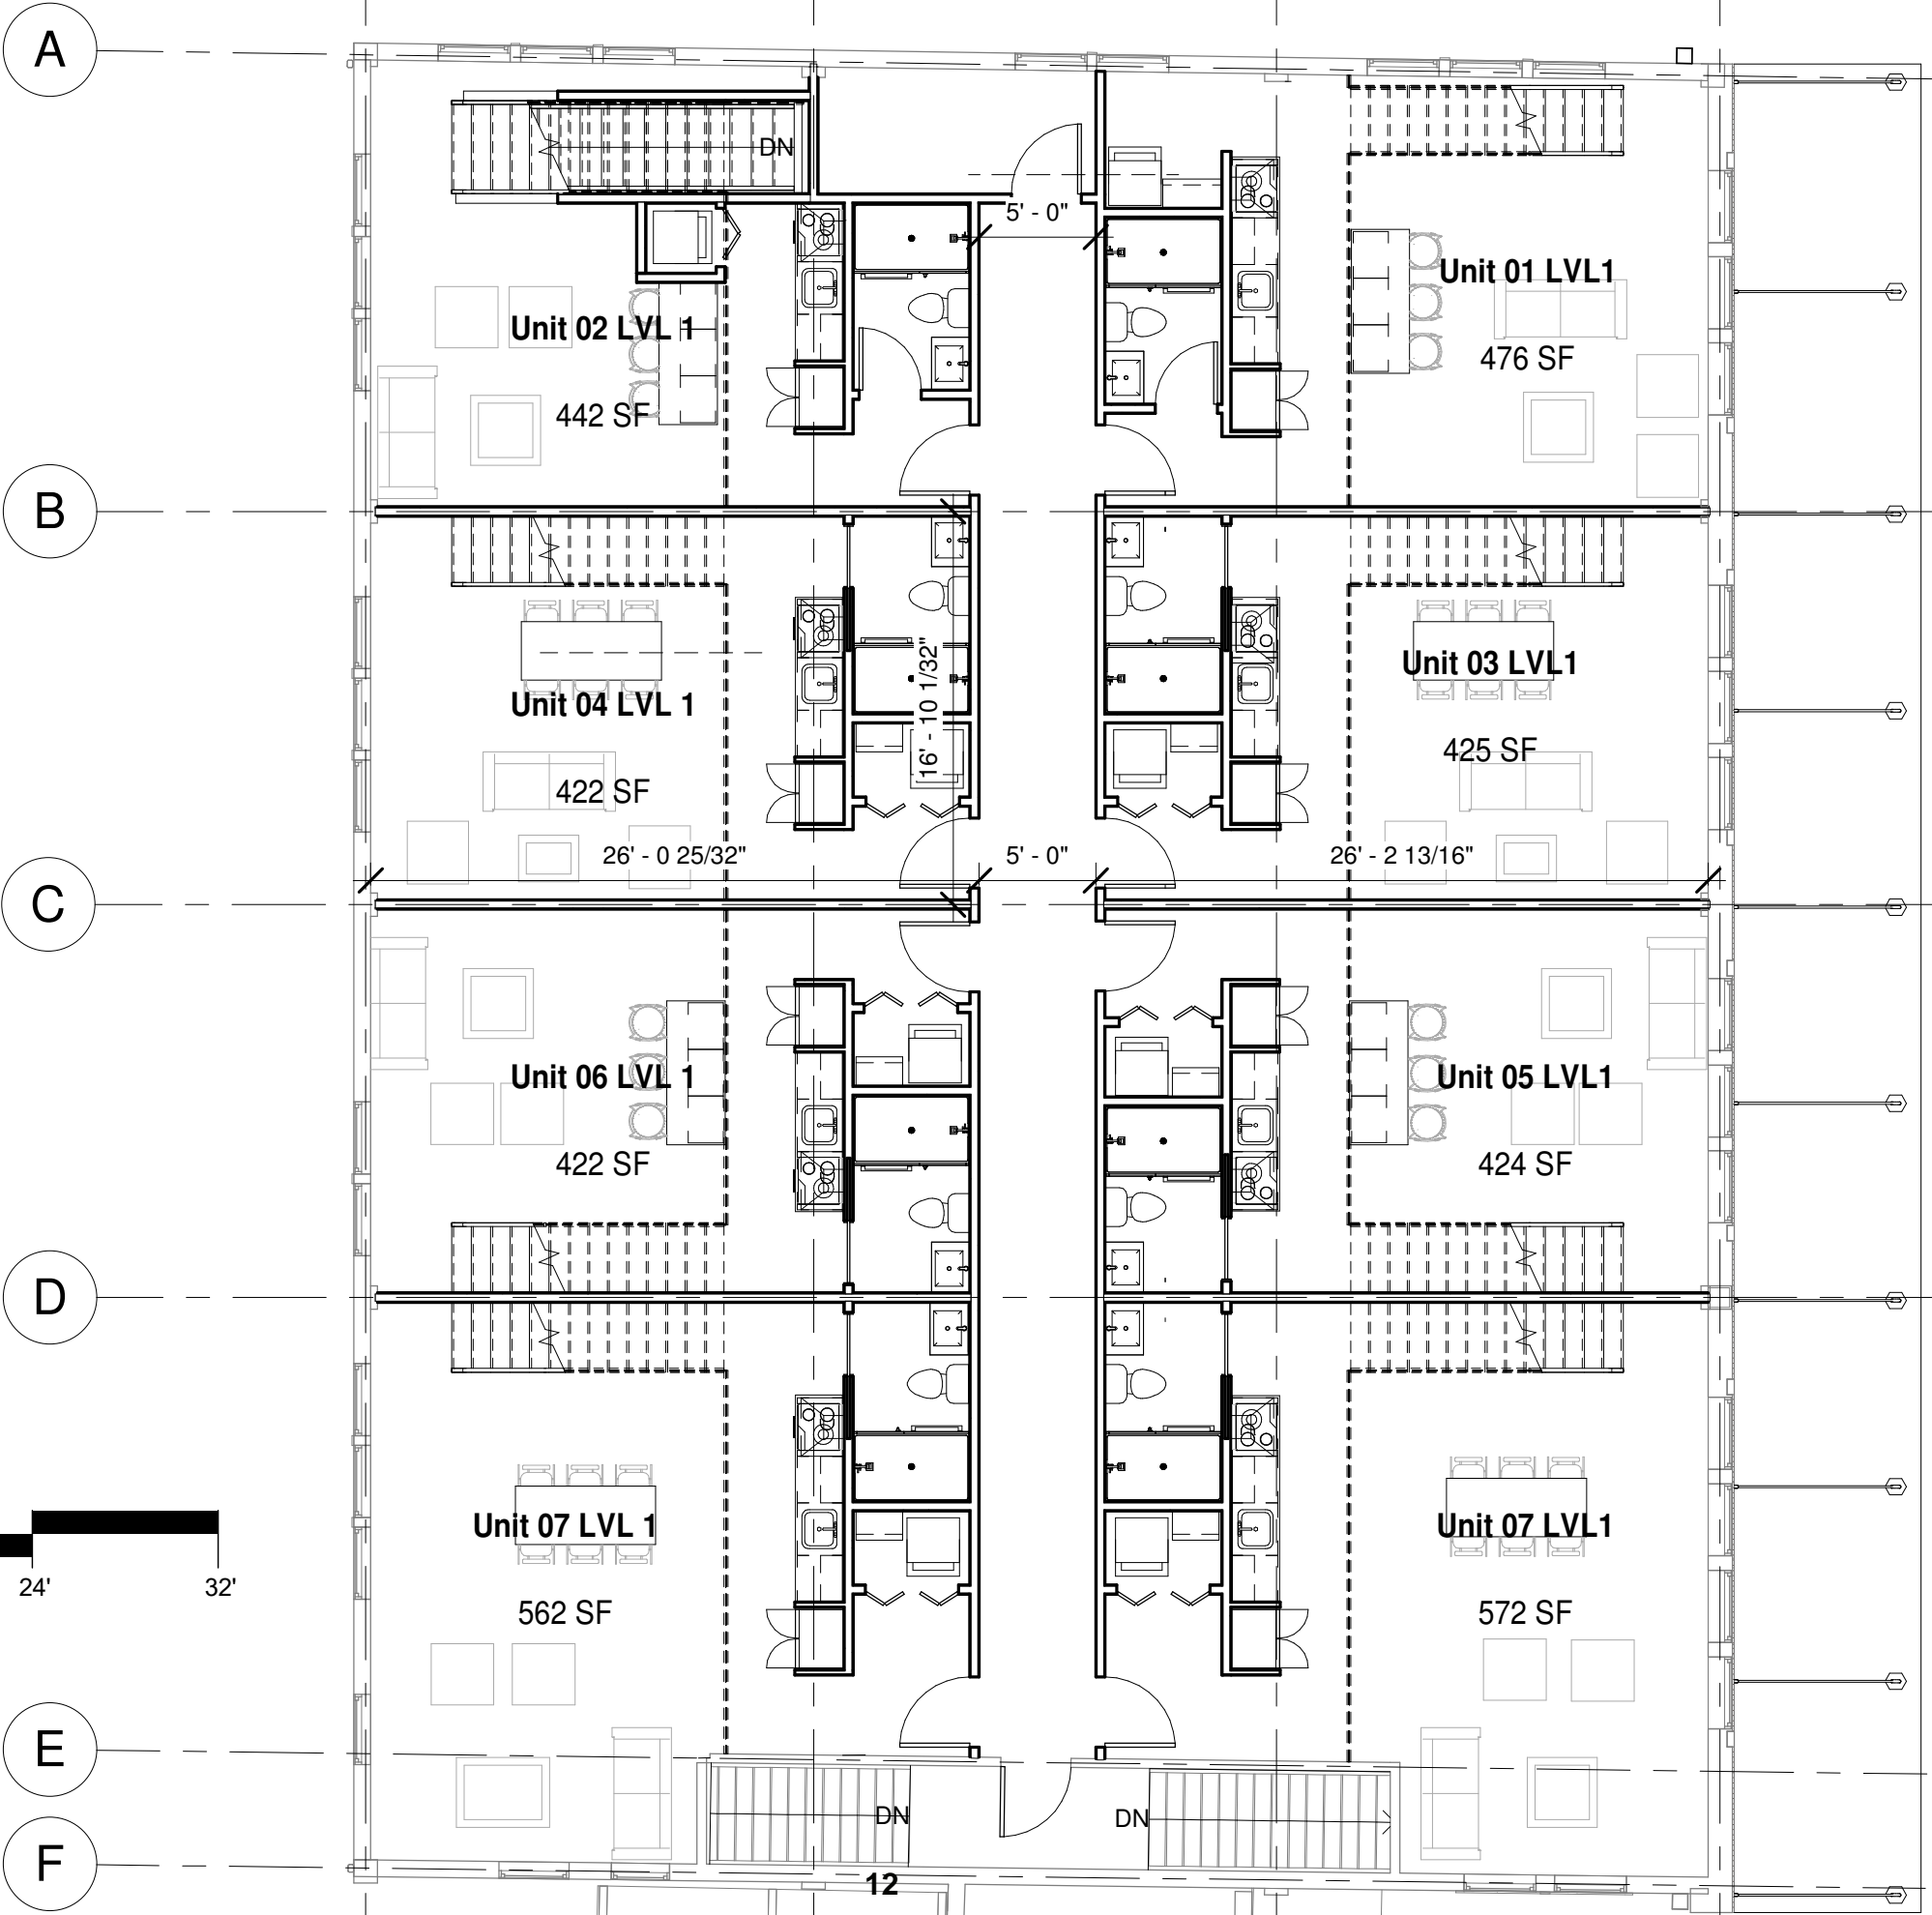 A
DN
5' - 0"
Unit 01 LVL1
476 SF
Unit 02 LVL 1
442 SF
B
16' - 10 1/32"
Unit 04 LVL 1
422 SF
Unit 03 LVL1
425 SF
26' - 0 25/32"
5' - 0"
26' - 2 13/16"
C
Unit 06 LVL 1
422 SF
Unit 05 LVL1
424 SF
D
Unit 07 LVL 1
562 SF
Unit 07 LVL1
572 SF
24'
32'
E
DN
DN
F
12